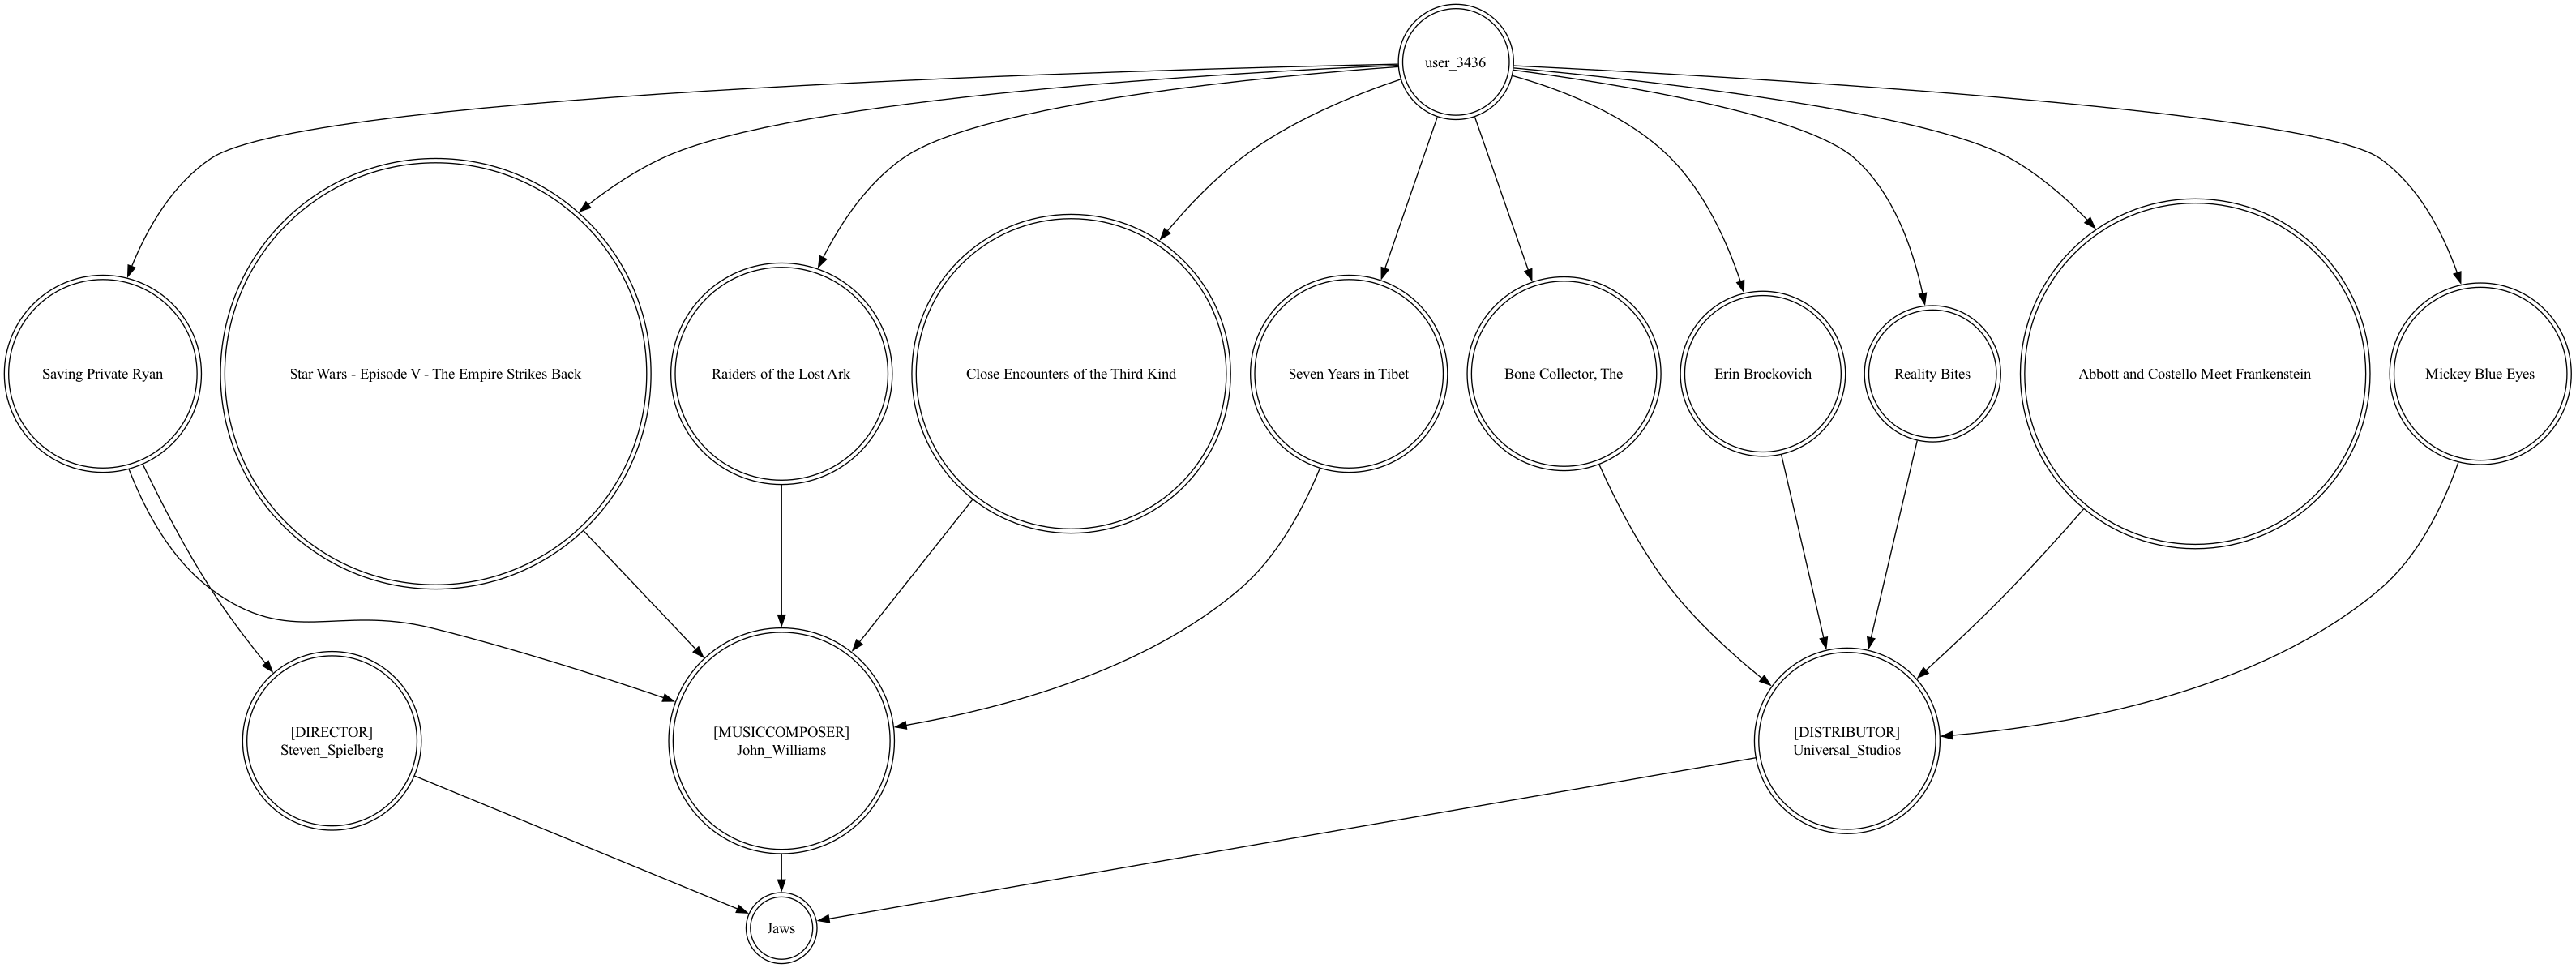 user_3436
Saving Private Ryan
Star Wars - Episode V - The Empire Strikes Back
Raiders of the Lost Ark
Close Encounters of the Third Kind
Seven Years in Tibet
Bone Collector, The
Erin Brockovich
Reality Bites
Abbott and Costello Meet Frankenstein
Mickey Blue Eyes
[DIRECTOR]
Steven_Spielberg
[MUSICCOMPOSER]
John_Williams
[DISTRIBUTOR]
Universal_Studios
Jaws